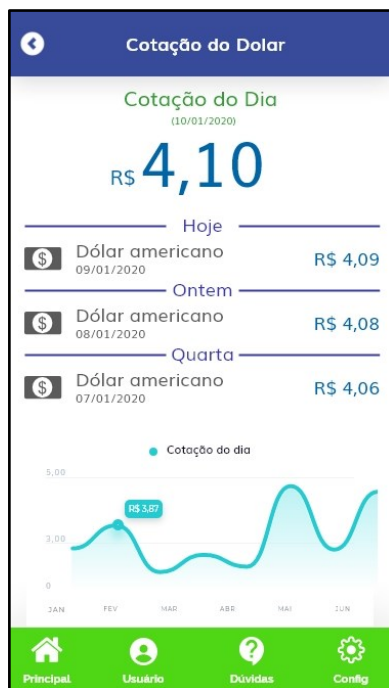 Cotação do Dolar
Cotação do Dia
(10/01/2020)
R$ 4,10
Hoje
Dólar americano R$ 4,09
09/01/2020
Ontem
Dólar americano R$ 4,08
08/01/2020
Quarta
Dólar americano R$ 4,06
07/01/2020
Cotação do dia
5,00
R$ 3,87
3,00
0
JAN FEV MAR ABR MAI JUN
Principal Usuário Dúvidas Config